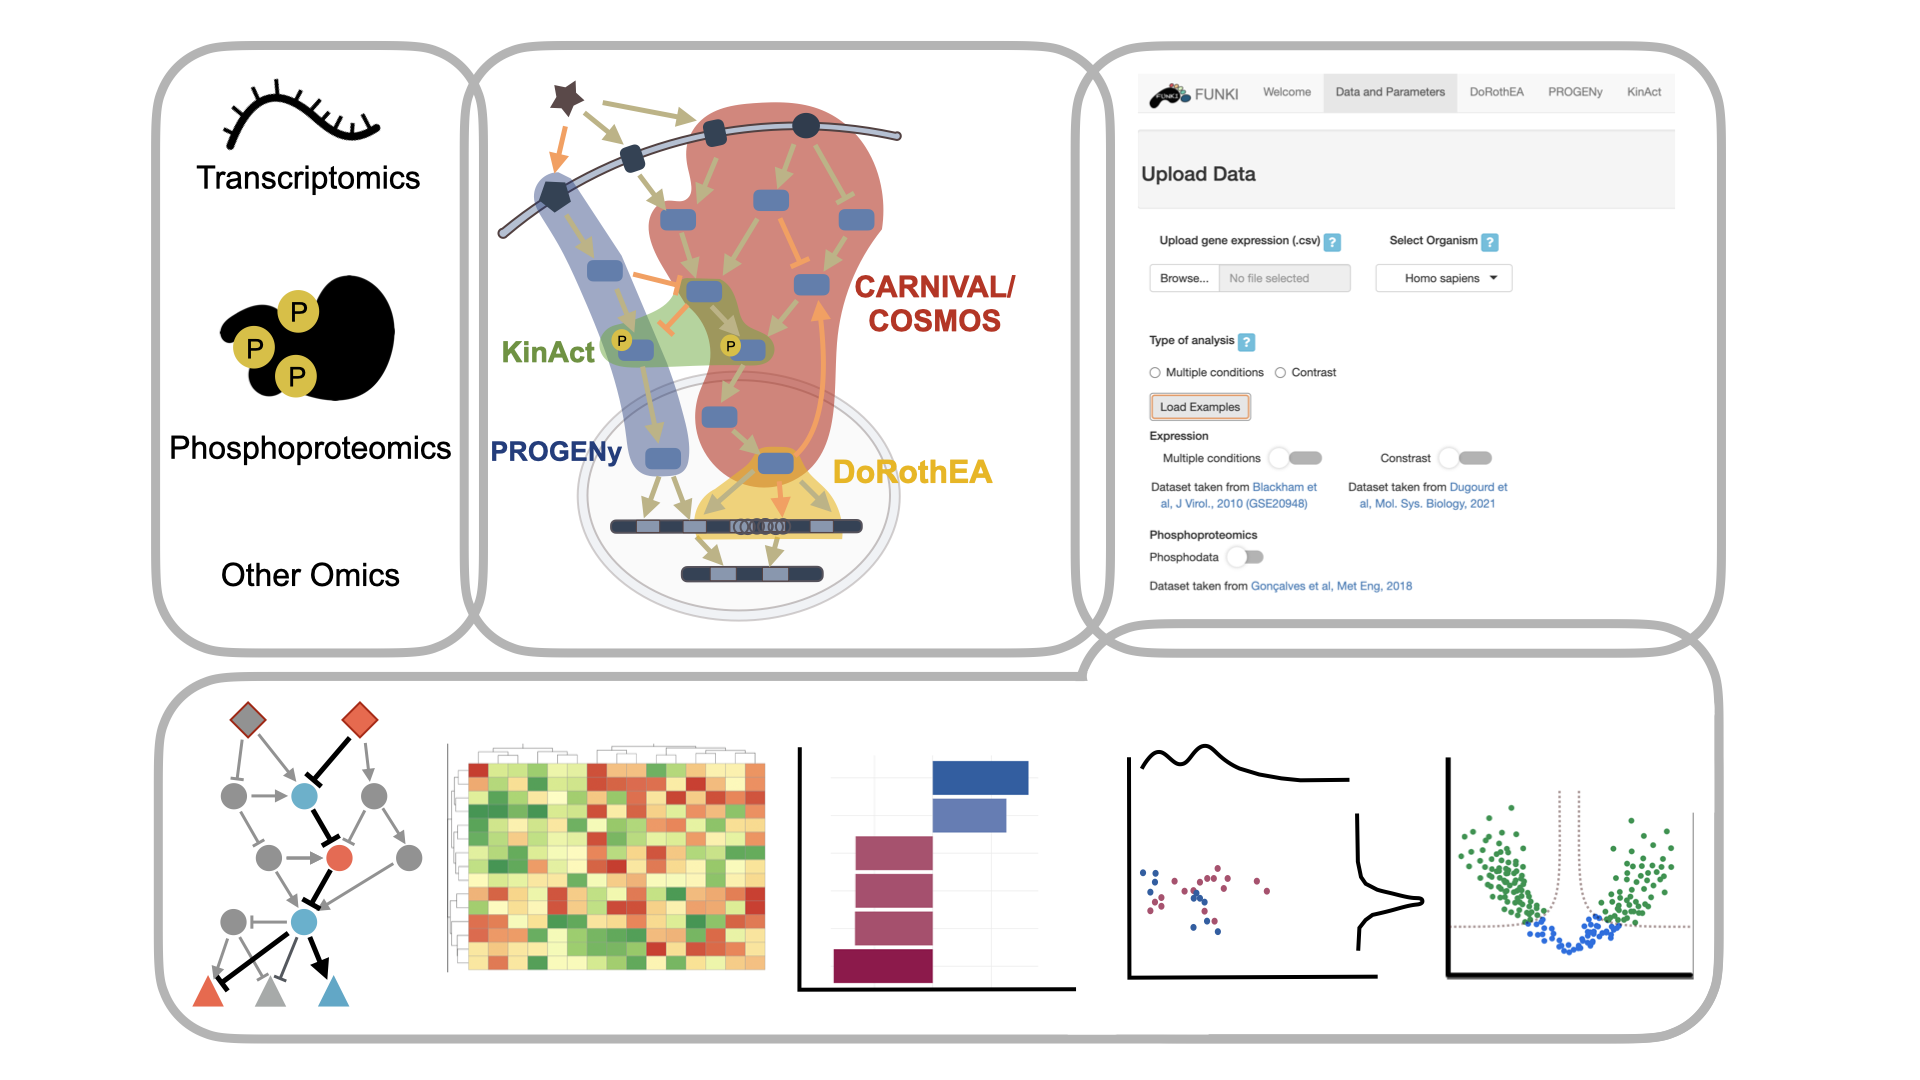 Transcriptomics
P
P
P
Phosphoproteomics
Other Omics
CARNIVAL/
COSMOS
KinAct
P
P
PROGENy
DoRothEA
FUNKI
FUNKI Welcome Data and Parameters DoRothEA PROGENy KinAct
Upload Data
Upload gene expression (.csv) ? Select Organism ?
Browse... No file selected Homo sapiens
Type of analysis ?
Multiple conditions Contrast
Load Examples
Expression
Multiple conditions Constrast
Dataset taken from Blackham et
al, J Virol., 2010 (GSE20948)
Dataset taken from Dugourd et
al, Mol. Sys. Biology, 2021
Phosphoproteomics
Phosphodata
Dataset taken from Gonçalves et al, Met Eng, 2018